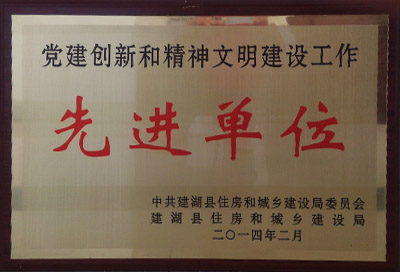 党建创新和精神文明建设工作
先进单位
中共建湖县住房和城乡建设局委员会
建湖县住房和城乡建设局
二〇一四年二月